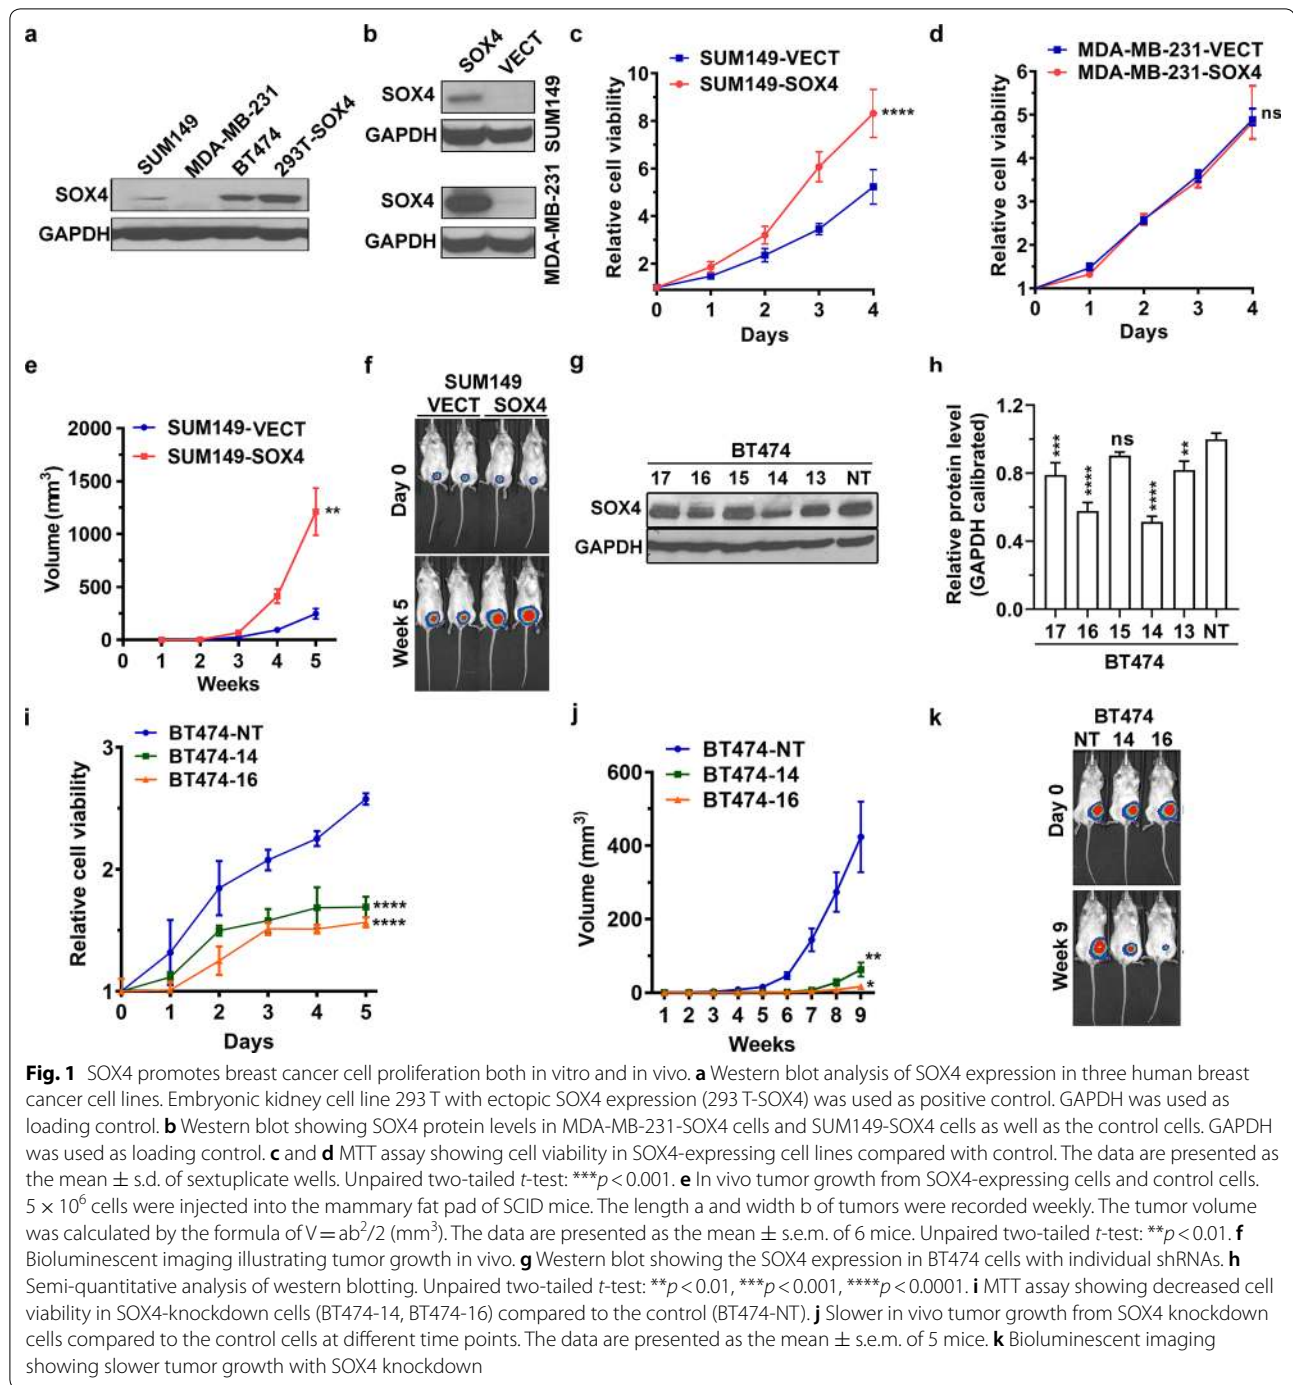 a
SUM149
MDA-MB-231
BT474
293T-SOX4
SOX4
GAPDH
b
SOX4
VECT
SOX4
GAPDH
SUM149
SOX4
GAPDH
MDA-MB-231
c
SUM149-VECT
SUM149-SOX4
Relative cell viability
10
8
6
4
2
****
0 1 2 3 4
Days
d
MDA-MB-231-VECT
MDA-MB-231-SOX4
Relative cell viability
6
5
4
3
2
1
ns
0 1 2 3 4
Days
e
SUM149-VECT
SUM149-SOX4
Volume (mm³)
2000
1500
1000
500
0
**
0 1 2 3 4 5
Weeks
f
SUM149
VECT SOX4
Day 0
Week 5
g
BT474
17 16 15 14 13 NT
SOX4
GAPDH
h
Relative protein level
(GAPDH calibrated)
1.2
0.8
0.4
0.0
*** **** ns **** **
17 16 15 14 13 NT
BT474
i
BT474-NT
BT474-14
BT474-16
Relative cell viability
3
2
1
****
****
0 1 2 3 4 5
Days
j
BT474-NT
BT474-14
BT474-16
Volume (mm³)
600
400
200
0
**
*
1 2 3 4 5 6 7 8 9
Weeks
k
BT474
NT 14 16
Day 0
Week 9
Fig. 1 SOX4 promotes breast cancer cell proliferation both in vitro and in vivo. a Western blot analysis of SOX4 expression in three human breast
cancer cell lines. Embryonic kidney cell line 293 T with ectopic SOX4 expression (293 T-SOX4) was used as positive control. GAPDH was used as
loading control. b Western blot showing SOX4 protein levels in MDA-MB-231-SOX4 cells and SUM149-SOX4 cells as well as the control cells. GAPDH
was used as loading control. c and d MTT assay showing cell viability in SOX4-expressing cell lines compared with control. The data are presented as
the mean ± s.d. of sextuplicate wells. Unpaired two-tailed t-test: ***p < 0.001. e In vivo tumor growth from SOX4-expressing cells and control cells.
5 × 10⁶ cells were injected into the mammary fat pad of SCID mice. The length a and width b of tumors were recorded weekly. The tumor volume
was calculated by the formula of V = ab²/2 (mm³). The data are presented as the mean ± s.e.m. of 6 mice. Unpaired two-tailed t-test: **p < 0.01. f
Bioluminescent imaging illustrating tumor growth in vivo. g Western blot showing the SOX4 expression in BT474 cells with individual shRNAs. h
Semi-quantitative analysis of western blotting. Unpaired two-tailed t-test: **p < 0.01, ***p < 0.001, ****p < 0.0001. i MTT assay showing decreased cell
viability in SOX4-knockdown cells (BT474-14, BT474-16) compared to the control (BT474-NT). j Slower in vivo tumor growth from SOX4 knockdown
cells compared to the control cells at different time points. The data are presented as the mean ± s.e.m. of 5 mice. k Bioluminescent imaging
showing slower tumor growth with SOX4 knockdown